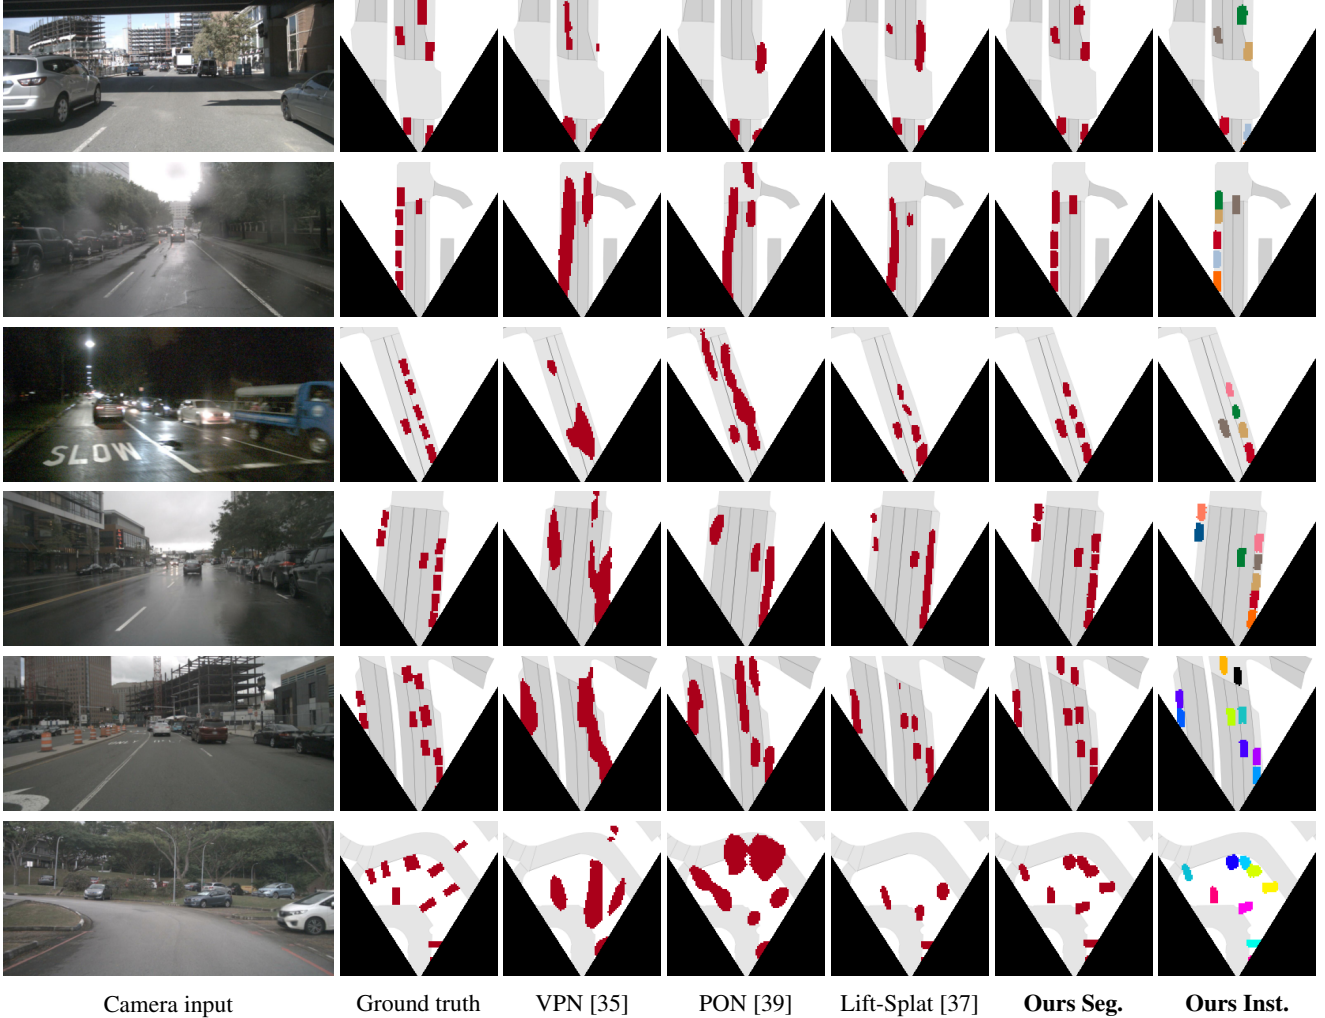 SLOW
Camera input
Ground truth
VPN [35]
PON [39]
Lift-Splat [37]
Ours Seg.
Ours Inst.